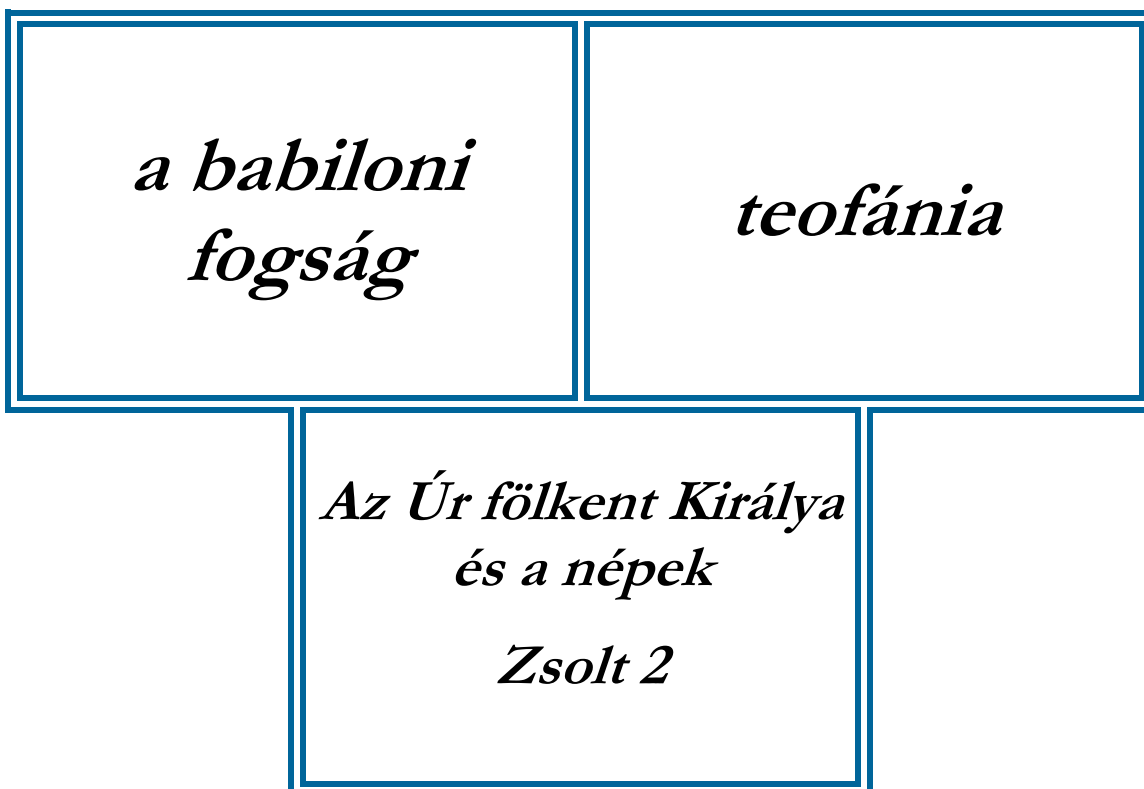 a babiloni
fogság
teofánia
Az Úr fölkent Királya
és a népek
Zsolt 2